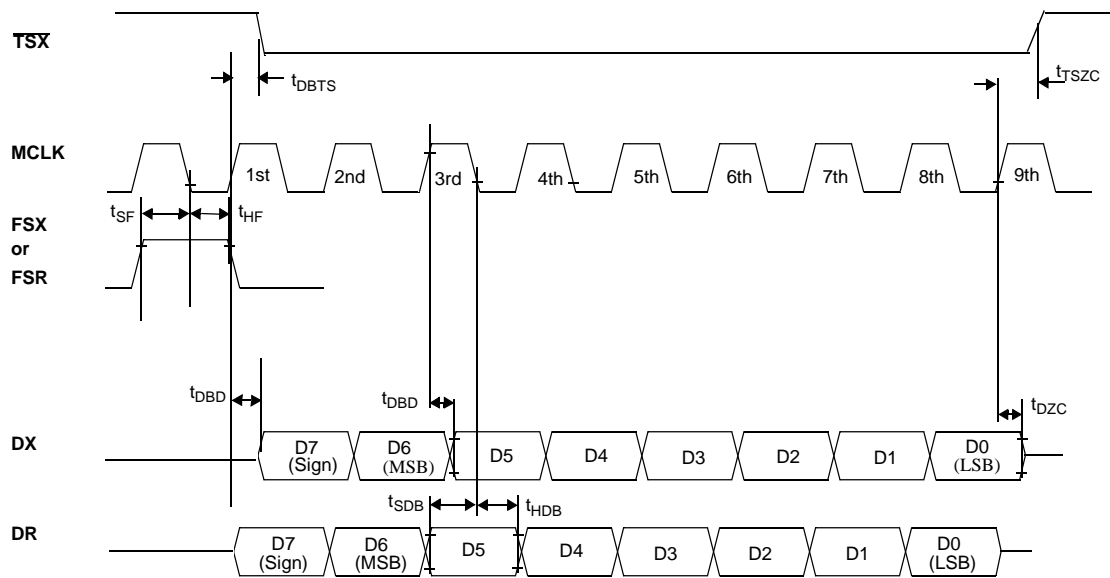 TSX
tDBTS
tTSZC
MCLK
1st 2nd 3rd 4th 5th 6th 7th 8th 9th
tSF tHF
FSX
or
FSR
tDBD tDBD tDZC
DX
D7 (Sign) D6 (MSB) D5 D4 D3 D2 D1 D0 (LSB)
tSDB tHDB
DR
D7 (Sign) D6 (MSB) D5 D4 D3 D2 D1 D0 (LSB)